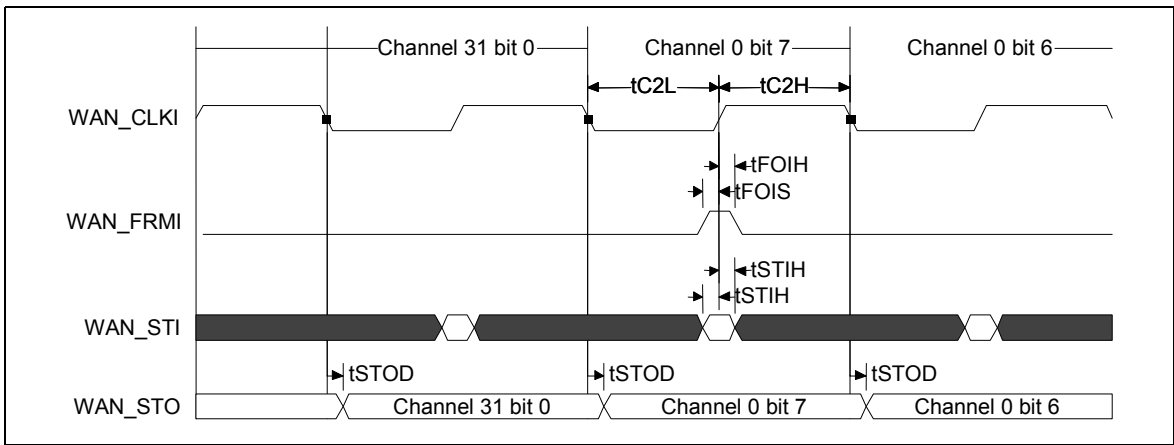 Channel 31 bit 0 Channel 0 bit 7 Channel 0 bit 6
tC2L tC2H
WAN_CLKI
tFOIH
tFOIS
WAN_FRMI
tSTIH
tSTIH
WAN_STI
tSTOD tSTOD tSTOD
WAN_STO Channel 31 bit 0 Channel 0 bit 7 Channel 0 bit 6